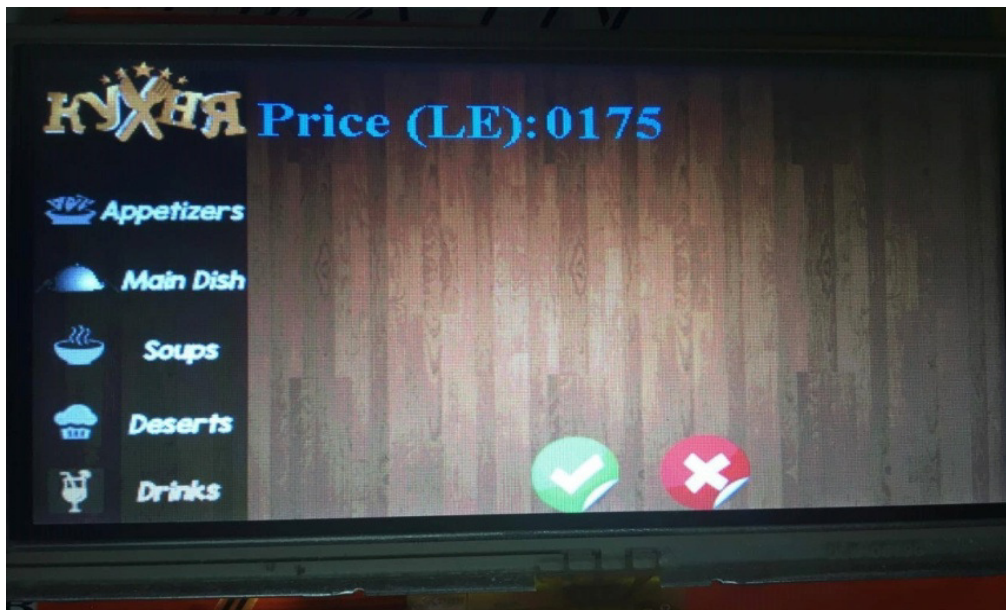 КУХНЯ
Price (LE):0175
Appetizers
Main Dish
Soups
Deserts
Drinks